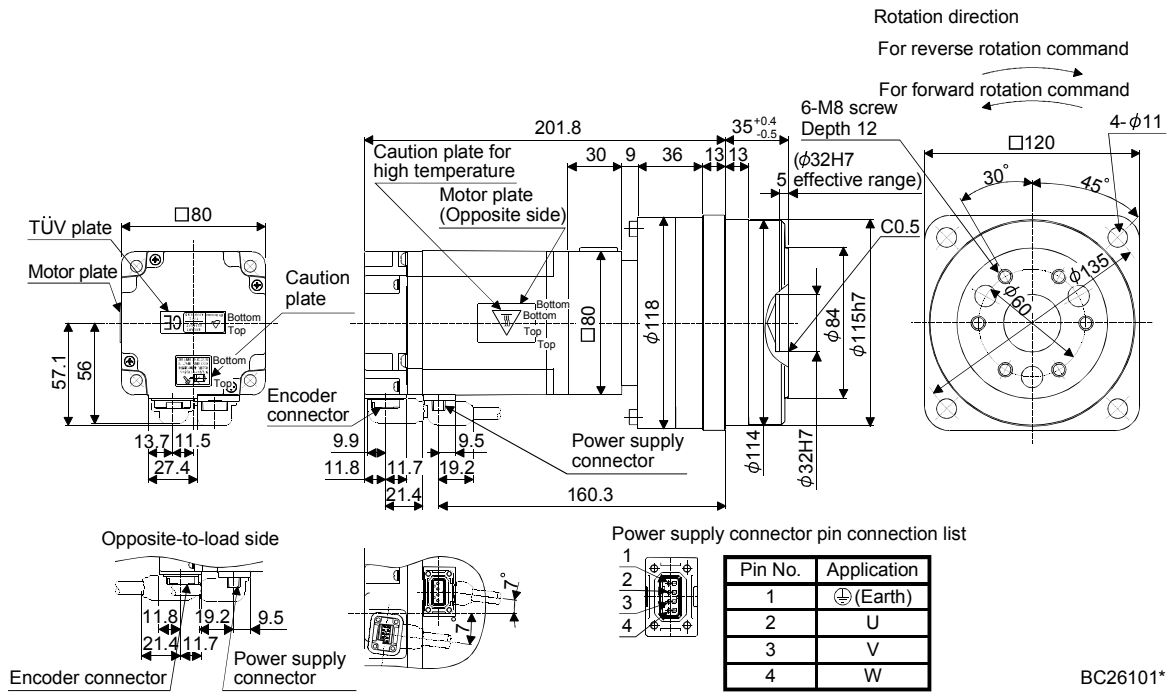 Rotation direction
For reverse rotation command
For forward rotation command
6-M8 screw
Depth 12
4-φ11
201.8
35 +0.4 -0.5
□120
Caution plate for
high temperature
30
9
36
13
13
(φ32H7
effective range)
5
30°
45°
Motor plate
(Opposite side)
□80
TÜV plate
C0.5
Motor plate
Caution
plate
φ135
Bottom
Bottom
Top
Top
Bottom
Top
□80
φ118
φ84
φ115h7
φ60
57.1
56
Bottom
Top
Encoder
connector
13.7
11.5
27.4
9.9
11.8
11.7
21.4
9.5
19.2
Power supply
connector
φ114
φ32H7
160.3
Opposite-to-load side
Power supply connector pin connection list
1
2
3
4
Pin No. Application
1 (Earth)
2 U
3 V
4 W
7°
7°
11.8
19.2
9.5
21.4
11.7
Encoder connector
Power supply
connector
BC26101*